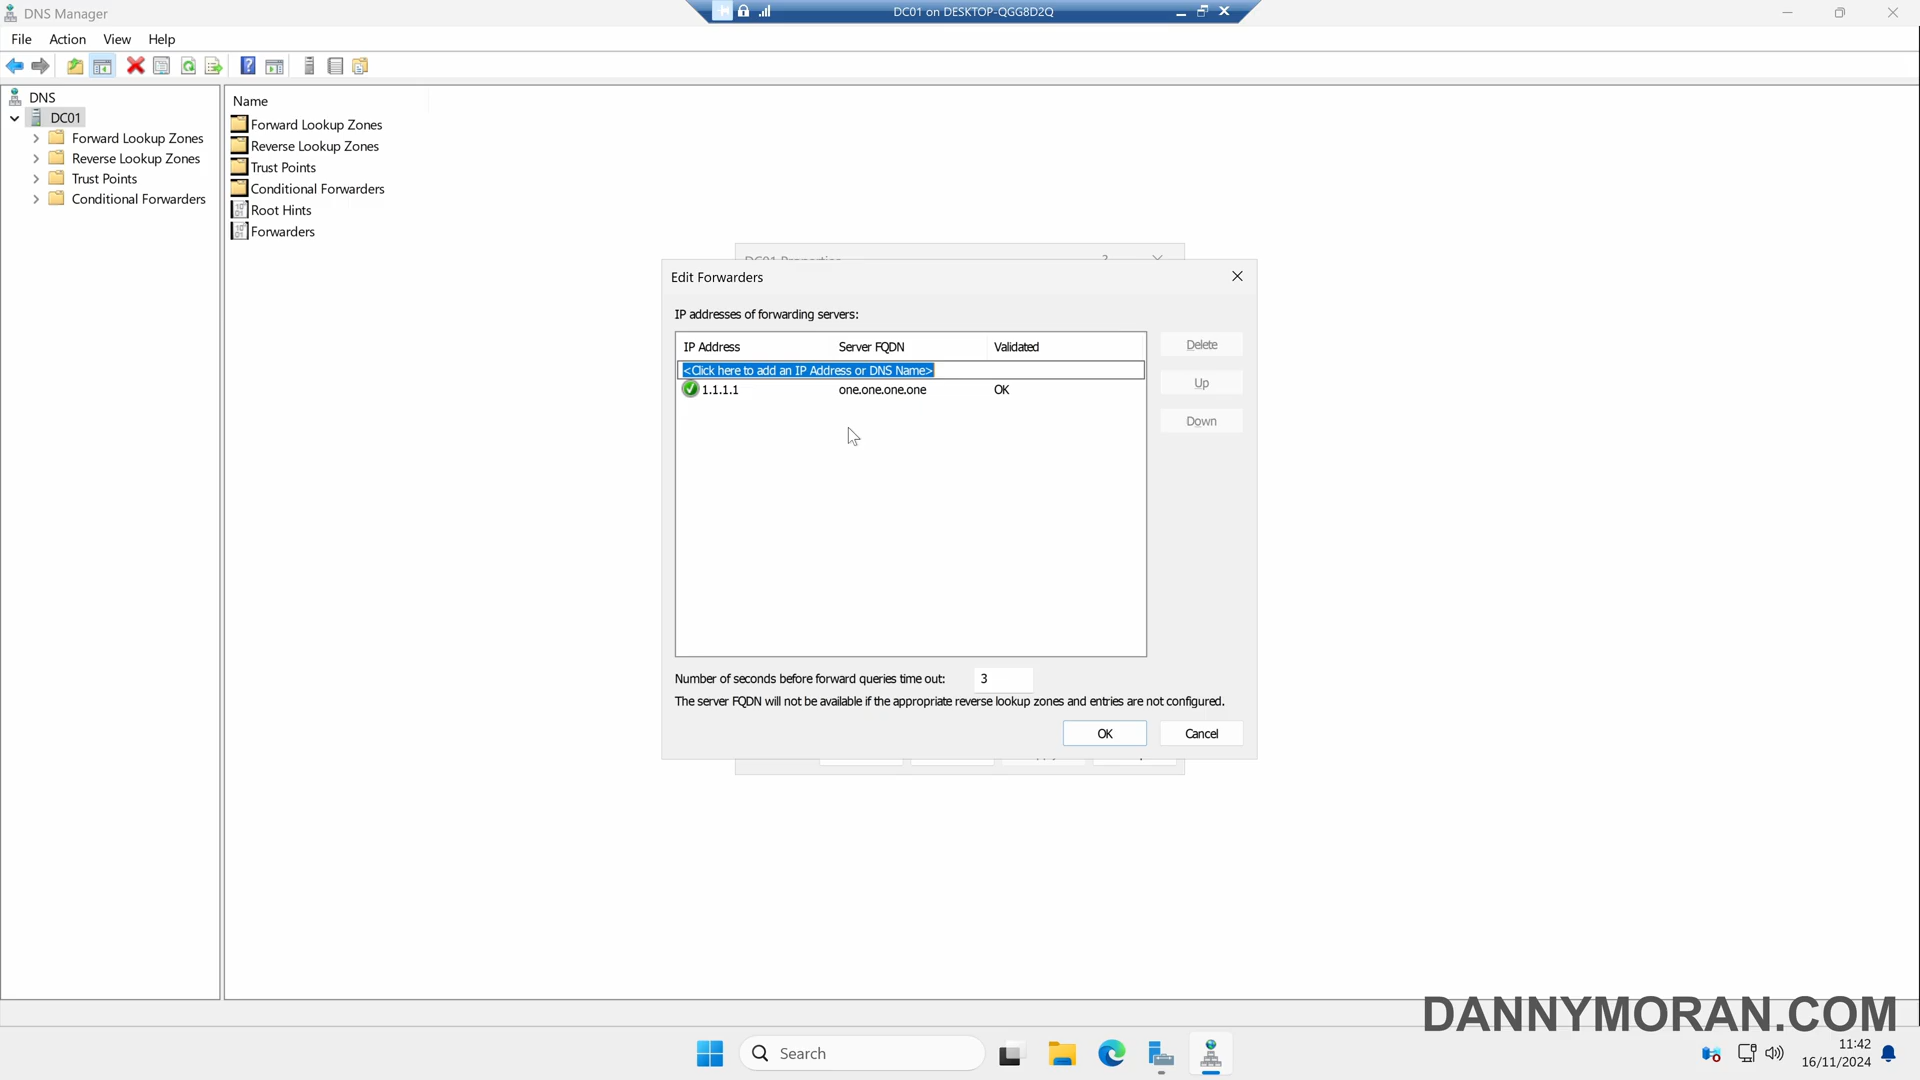 DNS Manager
DC01 on DESKTOP-QGG8D2Q
File Action View Help
DNS
DC01
Forward Lookup Zones
Reverse Lookup Zones
Trust Points
Conditional Forwarders
Name
Forward Lookup Zones
Reverse Lookup Zones
Trust Points
Conditional Forwarders
Root Hints
Forwarders
DC01 Properties
Edit Forwarders
IP addresses of forwarding servers:
IP Address Server FQDN Validated
<Click here to add an IP Address or DNS Name>
1.1.1.1 one.one.one.one OK
Delete
Up
Down
Number of seconds before forward queries time out: 3
The server FQDN will not be available if the appropriate reverse lookup zones and entries are not configured.
OK Cancel
DANNYMORAN.COM
Search
11:42
16/11/2024